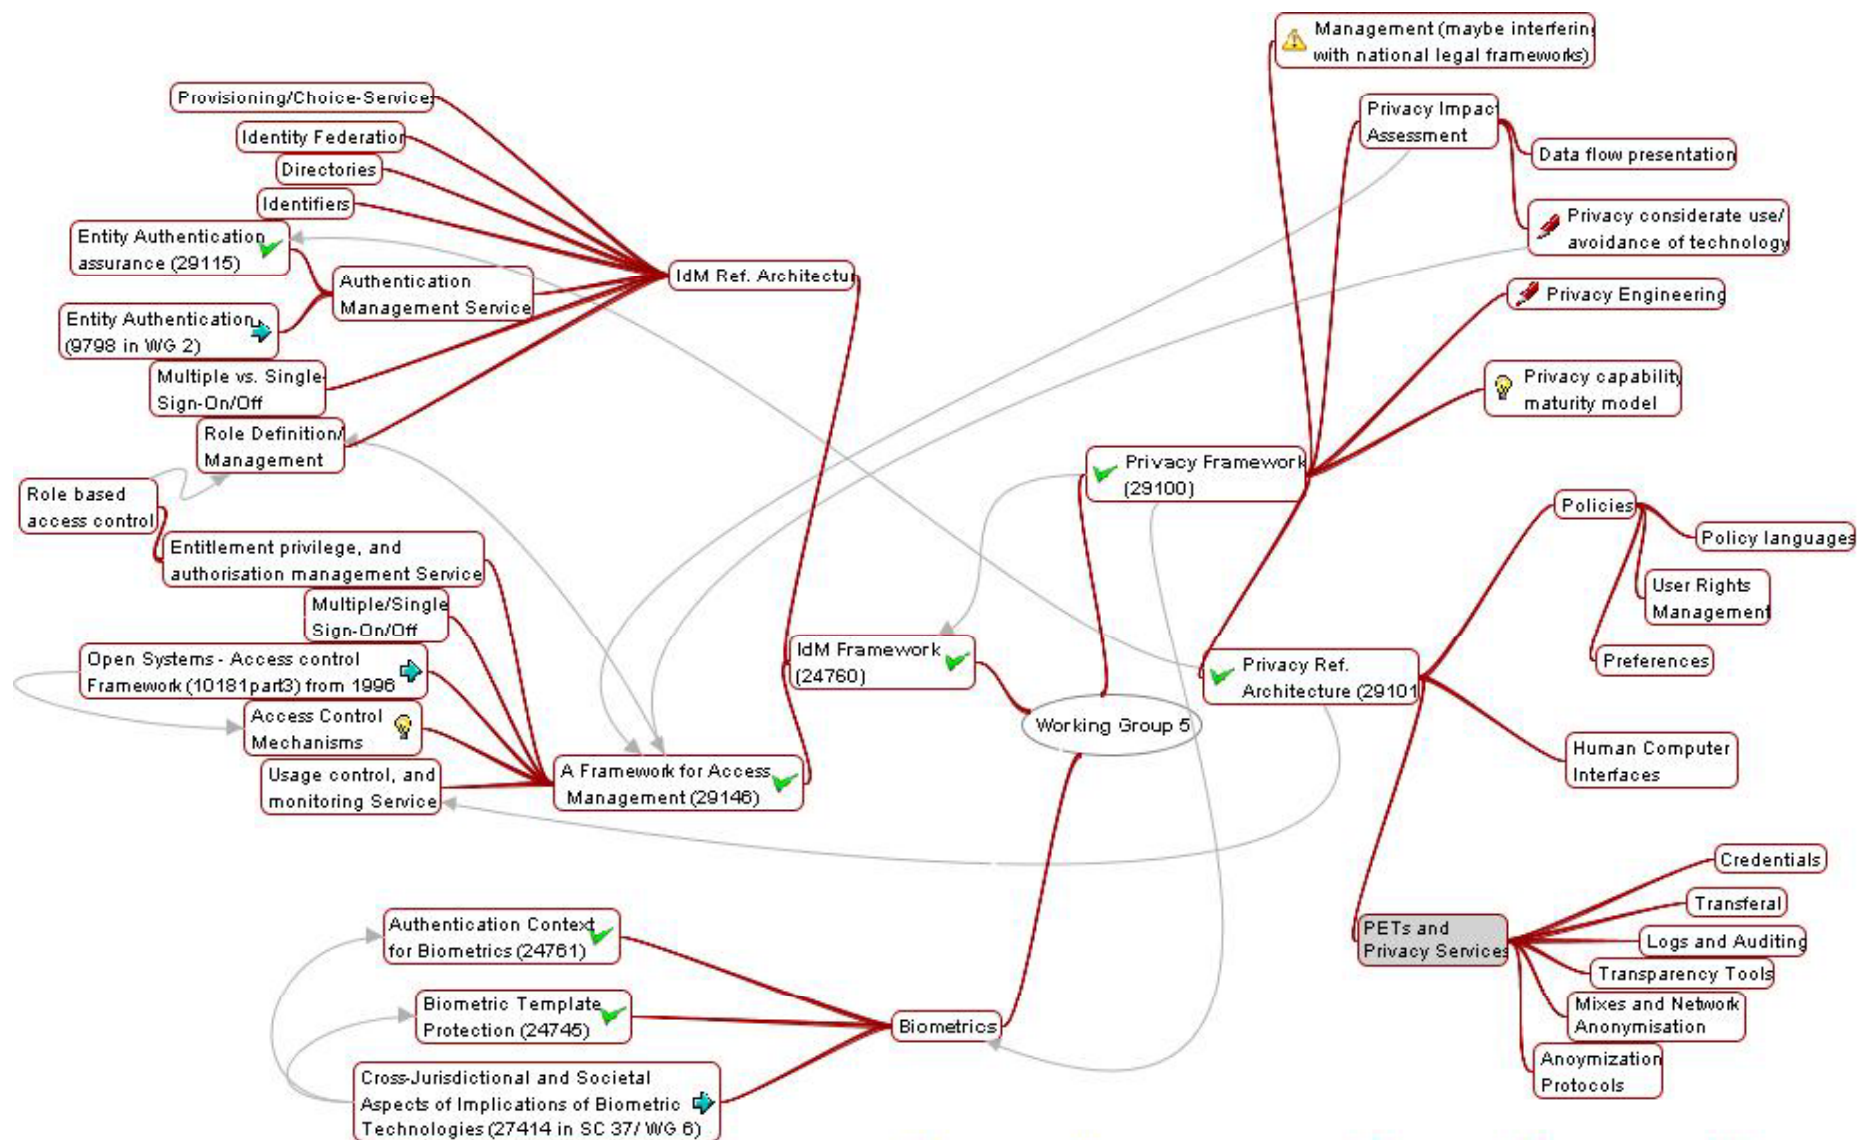 Management (maybe interferin
with national legal frameworks)
Provisioning/Choice-Service
Privacy Impac
Assessment
Identity Federation
Data flow presentation
Directories
Identifiers
Privacy considerate use/
avoidance of technology
Entity Authentication
assurance (29115)
IdM Ref. Architectu
Authentication
Management Service
Privacy Engineering
Entity Authentication
(9798 in WG 2)
Multiple vs. Single-
Sign-On/Off
Privacy capability
maturity model
Role Definition/
Management
Privacy Framework
(29100)
Role based
access control
Policies
Policy languages
Entitlement privilege, and
authorisation management Service
User Rights
Management
Multiple/Single
Sign-On/Off
IdM Framework
(24760)
Preferences
Open Systems - Access control
Framework (10181part3) from 1996
Privacy Ref.
Architecture (29101
Access Control
Mechanisms
Working Group 5
Human Computer
Interfaces
Usage control, and
monitoring Service
A Framework for Access
Management (29146)
Credentials
Transferal
Authentication Context
for Biometrics (24761)
PETs and
Privacy Services
Logs and Auditing
Transparency Tools
Biometric Template
Protection (24745)
Mixes and Network
Anonymisation
Biometrics
Anoymization
Protocols
Cross-Jurisdictional and Societal
Aspects of Implications of Biometric
Technologies (27414 in SC 37/ WG 6)